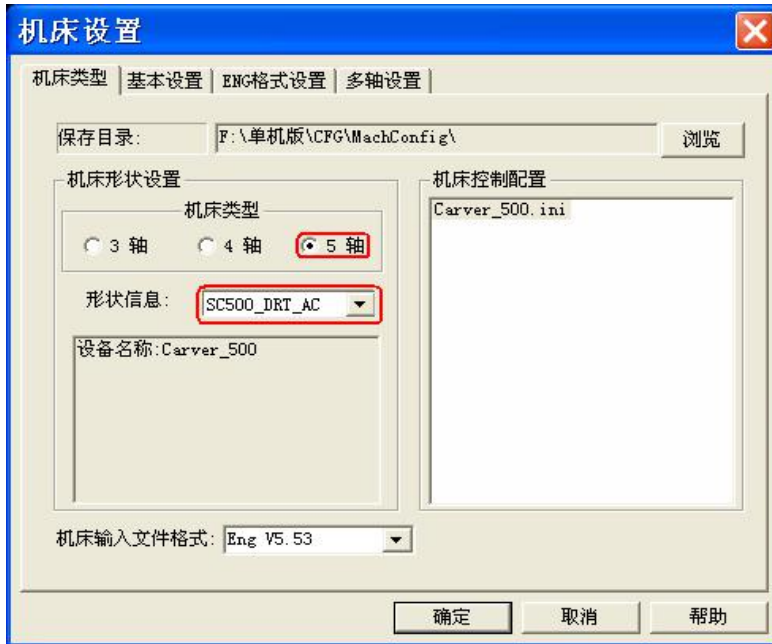 机床设置
机床类型 基本设置 ENG格式设置 多轴设置
保存目录: F:\单机版\CFG\MachConfig\ 浏览
机床形状设置
机床类型
3 轴 4 轴 5 轴
形状信息: SC500_DRT_AC
设备名称:Carver_500
机床控制配置
Carver_500.ini
机床输入文件格式: Eng V5.53
确定 取消 帮助